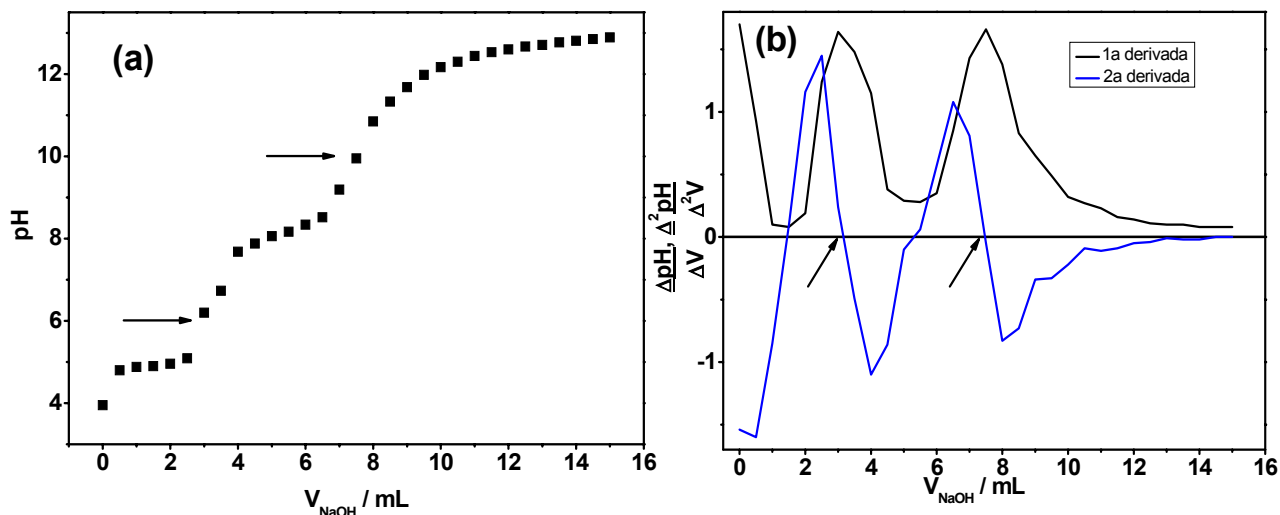 (a)
12
10
8
6
4
pH
0 2 4 6 8 10 12 14 16
V_NaOH / mL
(b)
1a derivada
2a derivada
1
0
-1
ΔpH, Δ²pH
ΔV Δ²V
0 2 4 6 8 10 12 14 16
V_NaOH / mL